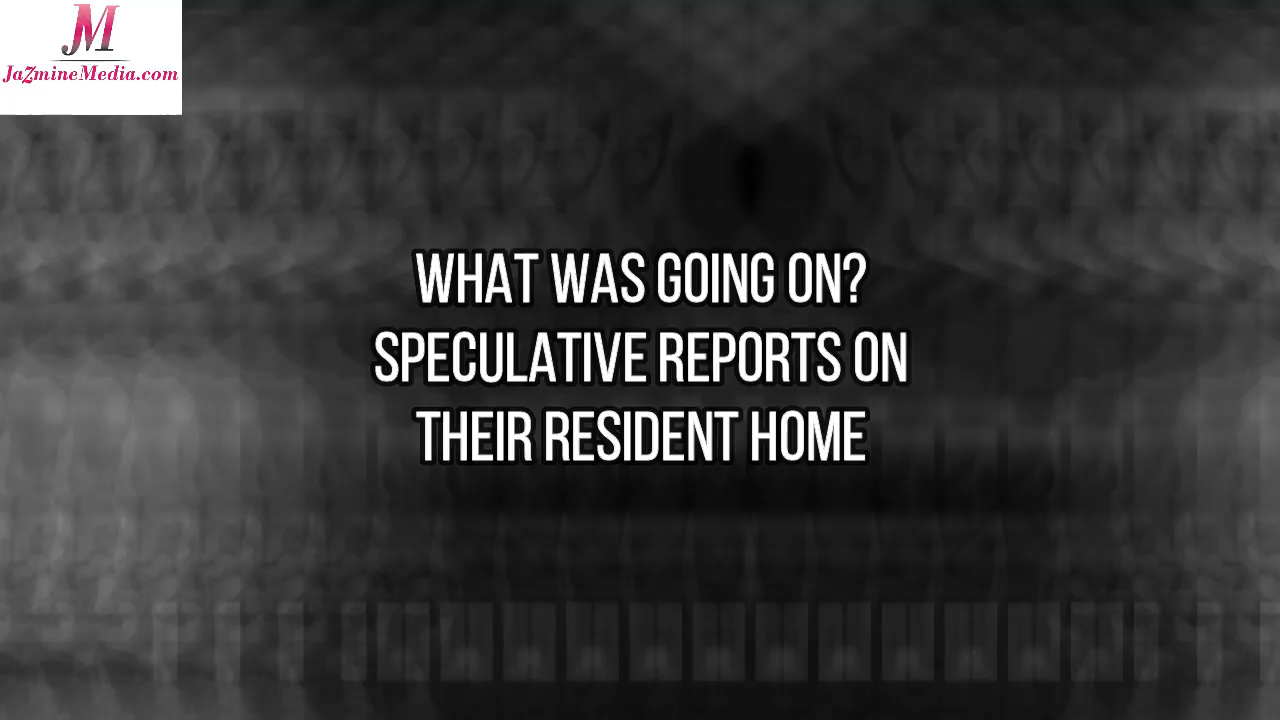 JM
JaZmineMedia.com
WHAT WAS GOING ON?
SPECULATIVE REPORTS ON
THEIR RESIDENT HOME